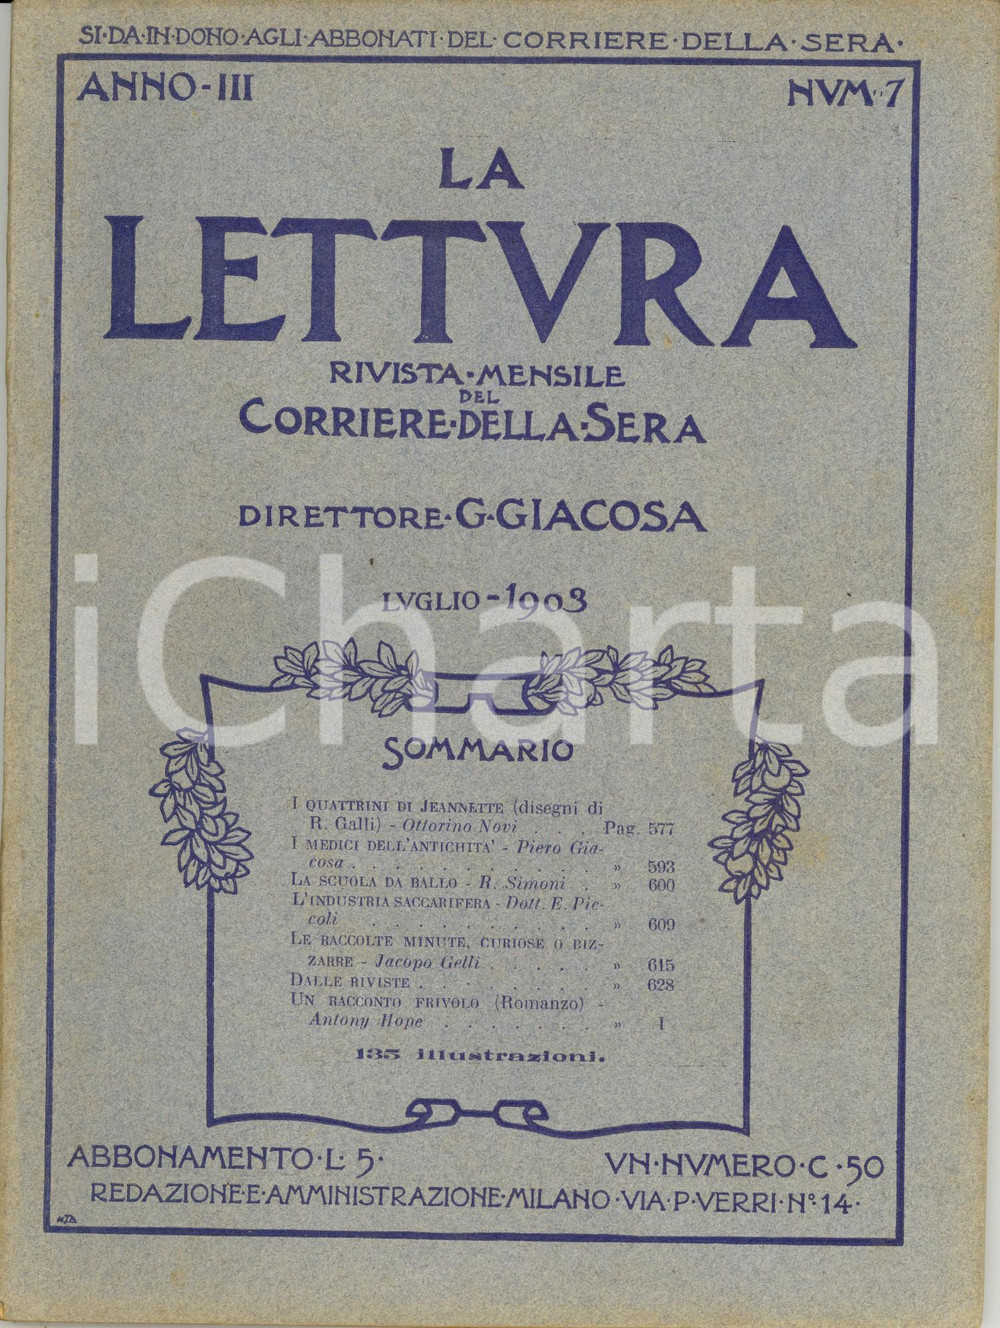 SI·DA·IN·DONO·AGLI·ABBONATI·DEL·CORRIERE·DELLA·SERA·
ANNO-III
NVM·7
LA
LETTVRA
RIVISTA·MENSILE
DEL
CORRIERE·DELLA·SERA
DIRETTORE·G·GIACOSA
LVGLIO-1903
iCharta
SOMMARIO
I QUATTRINI DI JEANNETTE (disegni di
R. Galli) - Ottorino Novi . . . Pag. 577
I MEDICI DELL'ANTICHITA' - Piero Gia-
cosa . . . . . . . . . . . » 593
LA SCUOLA DA BALLO - R. Simoni . » 600
L'INDUSTRIA SACCARIFERA - Dott. E. Pic-
coli . . . . . . . . . . » 609
LE RACCOLTE MINUTE, CURIOSE O BIZ-
ZARRE - Jacopo Gelli . . . . . » 615
DALLE RIVISTE . . . . . . . . » 628
UN RACCONTO FRIVOLO (Romanzo) -
Antony Hope . . . . . . . » I
135 illustrazioni.
ABBONAMENTO·L·5·
VN·NVMERO·C·50
REDAZIONE·E·AMMINISTRAZIONE·MILANO·VIA·P·VERRI·Nº·14·